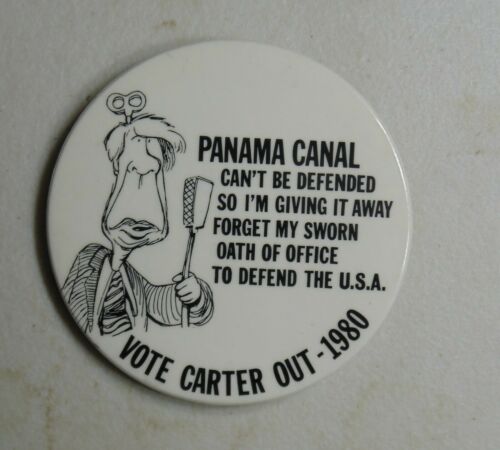 PANAMA CANAL
CAN'T BE DEFENDED
SO I'M GIVING IT AWAY
FORGET MY SWORN
OATH OF OFFICE
TO DEFEND THE U.S.A.
VOTE CARTER OUT-1980